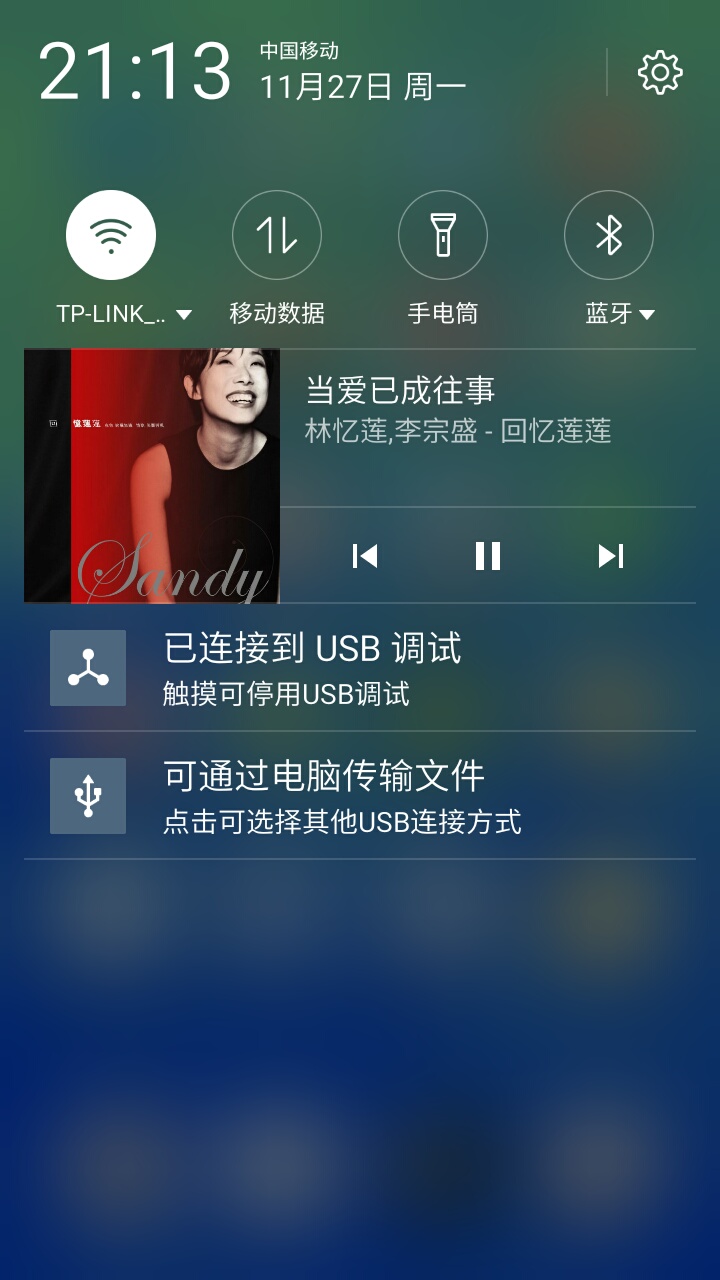 21:13
中国移动
11月27日 周一
TP-LINK_..
移动数据
手电筒
蓝牙
当爱已成往事
林忆莲,李宗盛 - 回忆莲莲
Sandy
已连接到 USB 调试
触摸可停用USB调试
可通过电脑传输文件
点击可选择其他USB连接方式